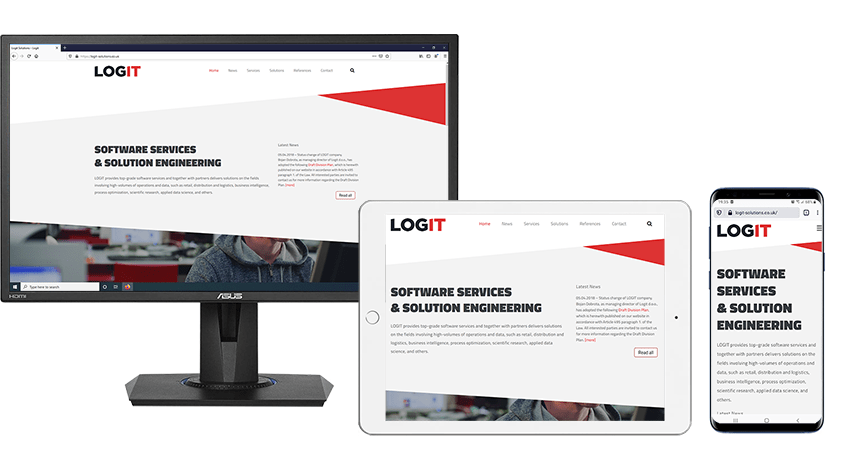 Logit Solutions – Logit
https://logit-solutions.co.uk
LOGIT
Home News Services Solutions References Contact
SOFTWARE SERVICES
& SOLUTION ENGINEERING
LOGIT provides top-grade software services and together with partners delivers solutions on the fields
involving high-volumes of operations and data, such as retail, distribution and logistics, business intelligence,
process optimisation, scientific research, applied data science, and others.
Latest News
05.04.2018 – Status change of LOGIT company.
Bojan Dobrota, as managing director of Logit d.o.o., has
adopted the following Draft Division Plan, which is herewith
published on our website in accordance with Article 416
paragraph 1. of the Law. All interested parties are invited to
contact us for more information regarding the Draft Division
Plan. [more]
Read all
Type here to search
HDMI
ASUS
LOGIT
Home News Services Solutions References Contact
SOFTWARE SERVICES
& SOLUTION ENGINEERING
LOGIT provides top-grade software services and together with partners delivers solutions
on the fields involving high-volumes of operations and data, such as retail, distribution and
logistics, business intelligence, process optimisation, scientific research, applied data
science, and others.
Latest News
05.04.2018 – Status change of LOGIT company.
Bojan Dobrota, as managing director of Logit d.o.o.,
has adopted the following Draft Division Plan,
which is herewith published on our website in
accordance with Article 416 paragraph 1. of the
Law. All interested parties are invited to contact us
for more information regarding the Draft Division
Plan. [more]
Read all
19:35
68%
logit-solutions.co.uk/
LOGIT
SOFTWARE
SERVICES
& SOLUTION
ENGINEERING
LOGIT provides top-grade software services and
together with partners delivers solutions on the
fields involving high-volumes of operations and
data, such as retail, distribution and logistics,
business intelligence, process optimisation,
scientific research, applied data science, and
others.
Latest News